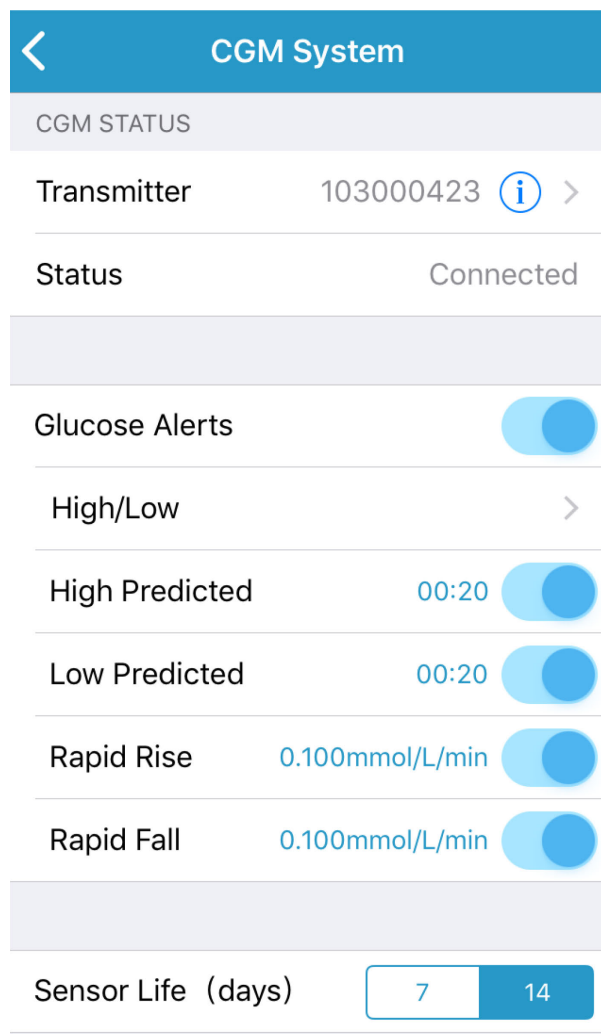 CGM System
CGM STATUS
Transmitter 103000423 i
Status Connected
Glucose Alerts
High/Low
High Predicted 00:20
Low Predicted 00:20
Rapid Rise 0.100mmol/L/min
Rapid Fall 0.100mmol/L/min
Sensor Life（days） 7 14